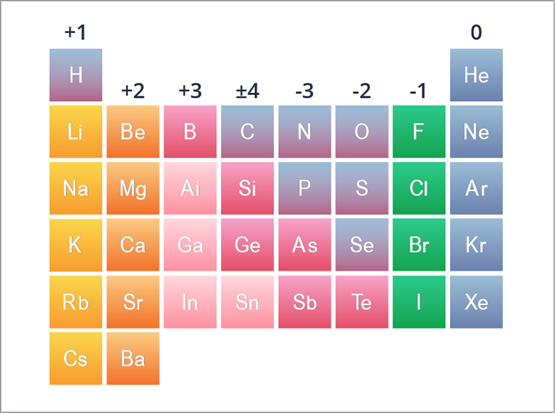 +1 0
H He
+2 +3 ±4 -3 -2 -1
Li Be B C N O F Ne
Na Mg Ai Si P S Cl Ar
K Ca Ga Ge As Se Br Kr
Rb Sr In Sn Sb Te I Xe
Cs Ba